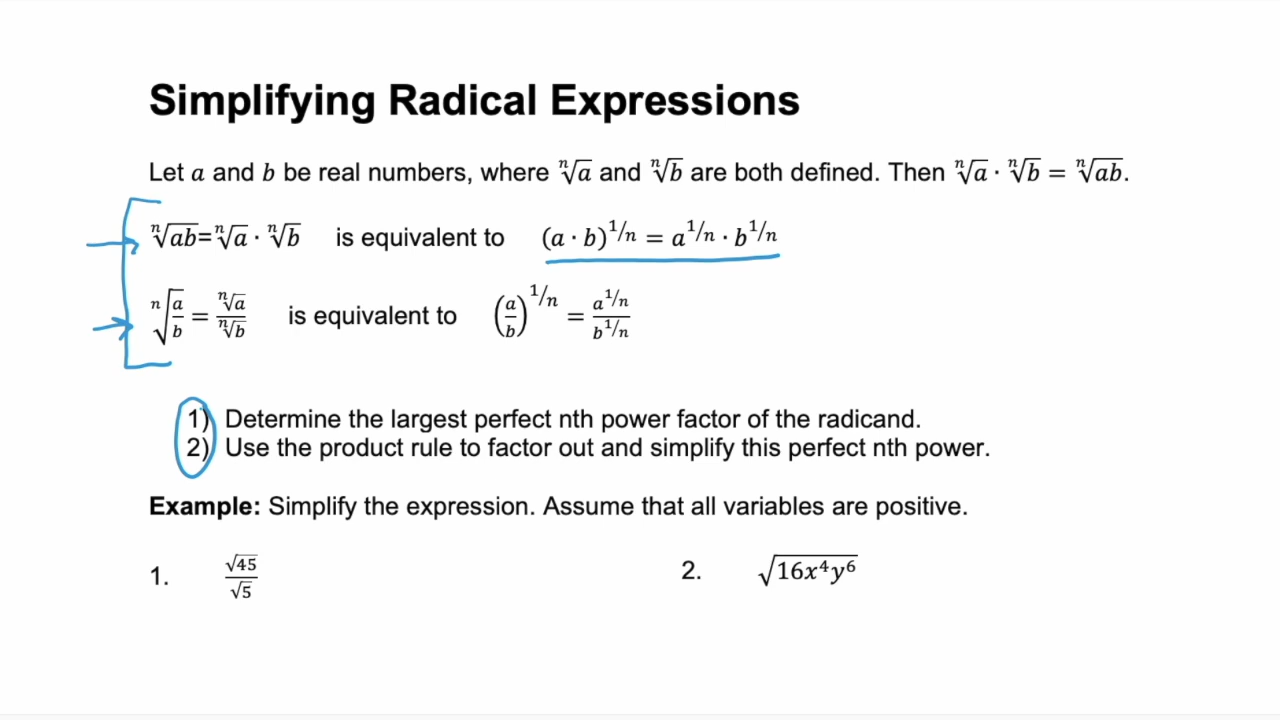 Simplifying Radical Expressions
Let a and b be real numbers, where ⁿ√a and ⁿ√b are both defined. Then ⁿ√a · ⁿ√b = ⁿ√ab.
ⁿ√ab=ⁿ√a · ⁿ√b is equivalent to (a · b)^1/n = a^1/n · b^1/n
ⁿ√(a/b) = ⁿ√a/ⁿ√b is equivalent to (a/b)^1/n = a^1/n / b^1/n
1) Determine the largest perfect nth power factor of the radicand.
2) Use the product rule to factor out and simplify this perfect nth power.
Example: Simplify the expression. Assume that all variables are positive.
1. √45/√5 2. √16x⁴y⁶